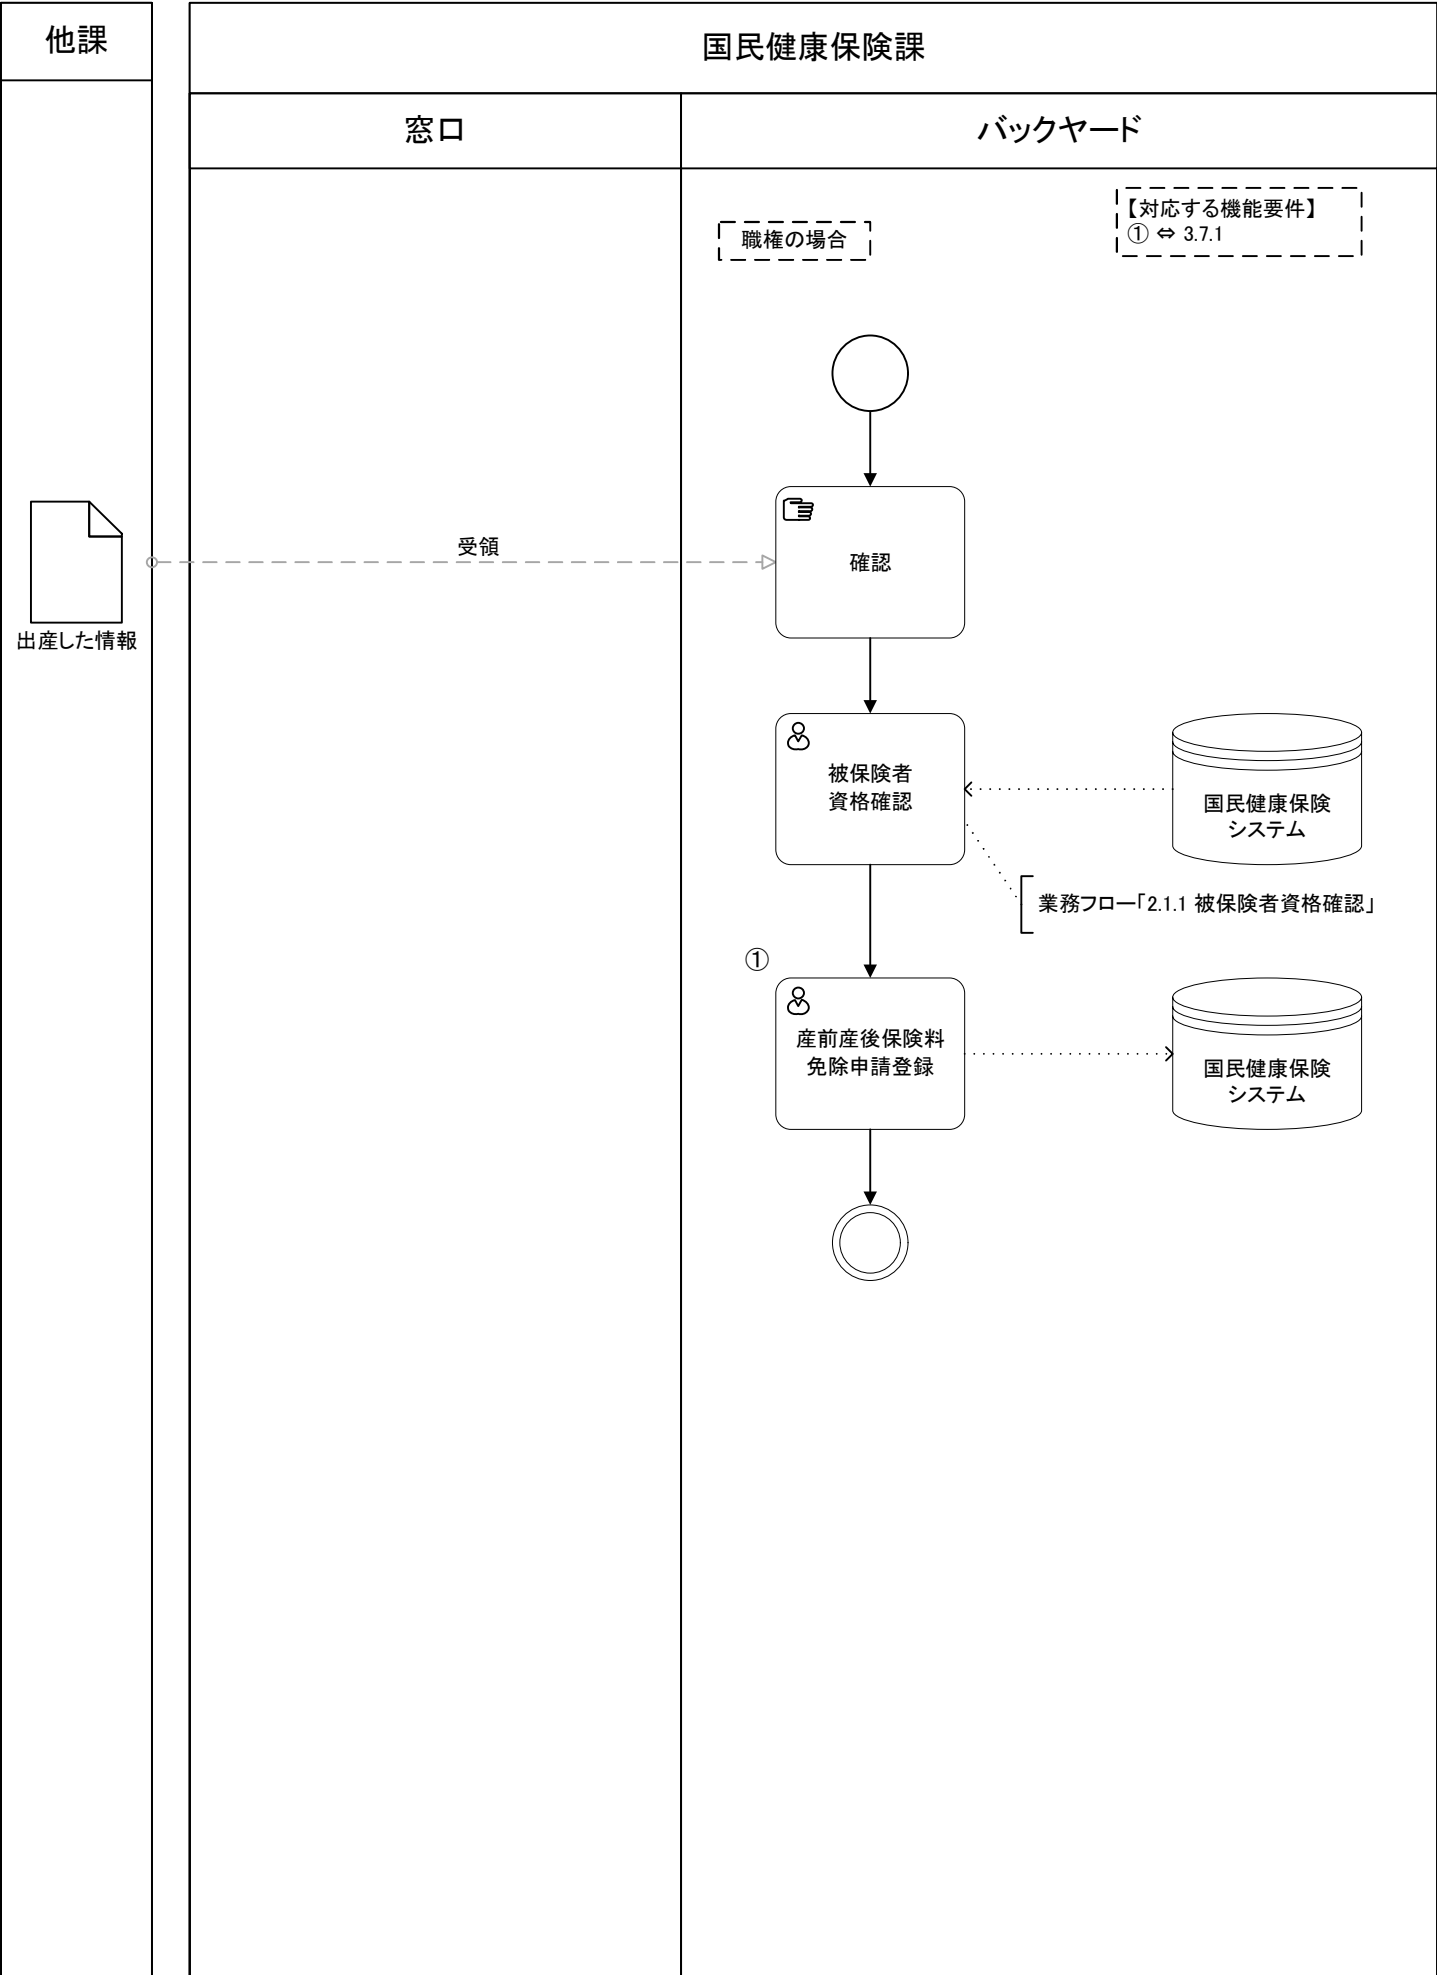 他課
国民健康保険課
窓口
バックヤード
職権の場合
【対応する機能要件】
① ⇔ 3.7.1
受領
確認
出産した情報
被保険者
資格確認
国民健康保険
システム
業務フロー「2.1.1 被保険者資格確認」
①
産前産後保険料
免除申請登録
国民健康保険
システム